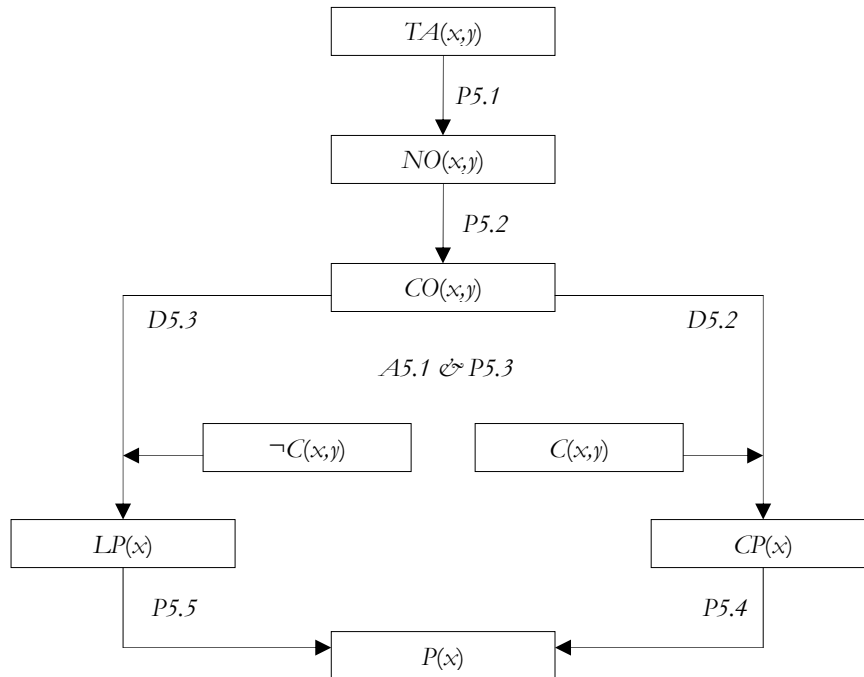 TA(x,y)
P5.1
NO(x,y)
P5.2
CO(x,y)
D5.3
D5.2
A5.1 & P5.3
¬C(x,y)
C(x,y)
LP(x)
CP(x)
P5.5
P5.4
P(x)